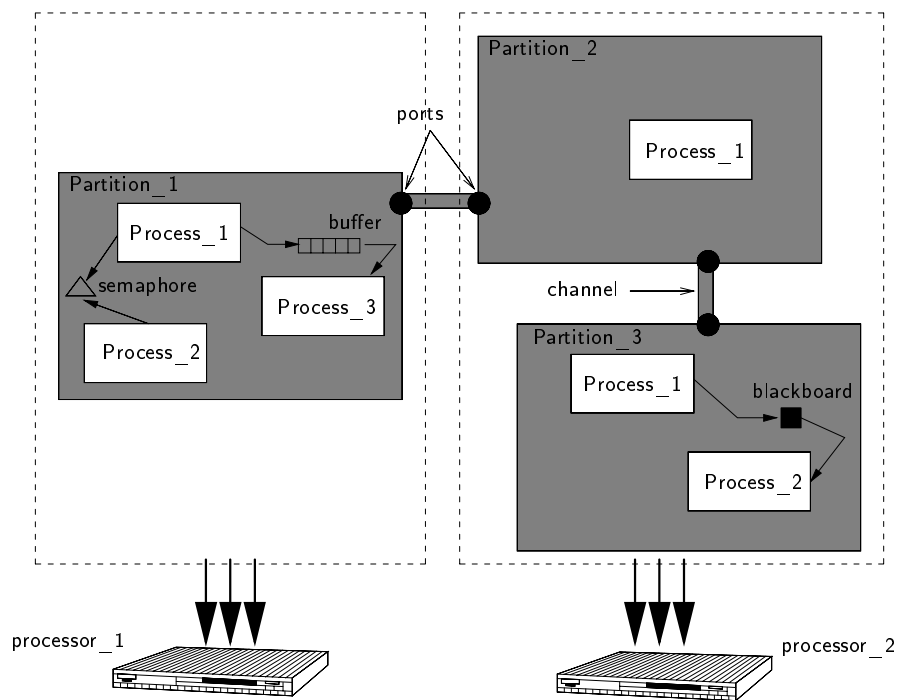 Partition_2
ports
Process_1
Partition_1
Process_1
buffer
semaphore
Process_3
Process_2
channel
Partition_3
Process_1
blackboard
Process_2
processor_1
processor_2